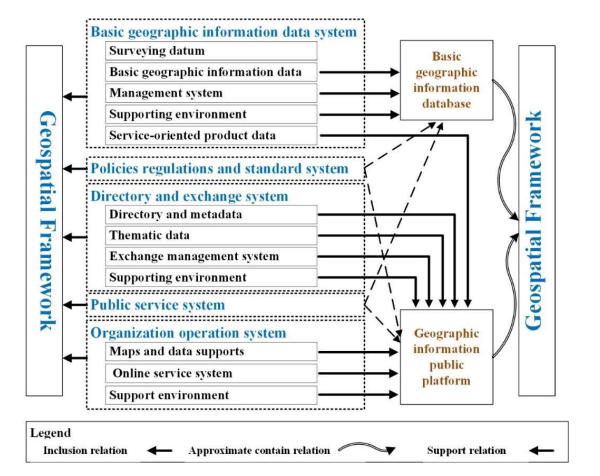 Geospatial Framework
Basic geographic information data system
Surveying datum
Basic geographic information data
Management system
Supporting environment
Service-oriented product data
Policies regulations and standard system
Directory and exchange system
Directory and metadata
Thematic data
Exchange management system
Supporting environment
Public service system
Organization operation system
Maps and data supports
Online service system
Support environment
Basic
geographic
information
database
Geographic
information
public
platform
Geospatial Framework
Legend
Inclusion relation Approximate contain relation Support relation